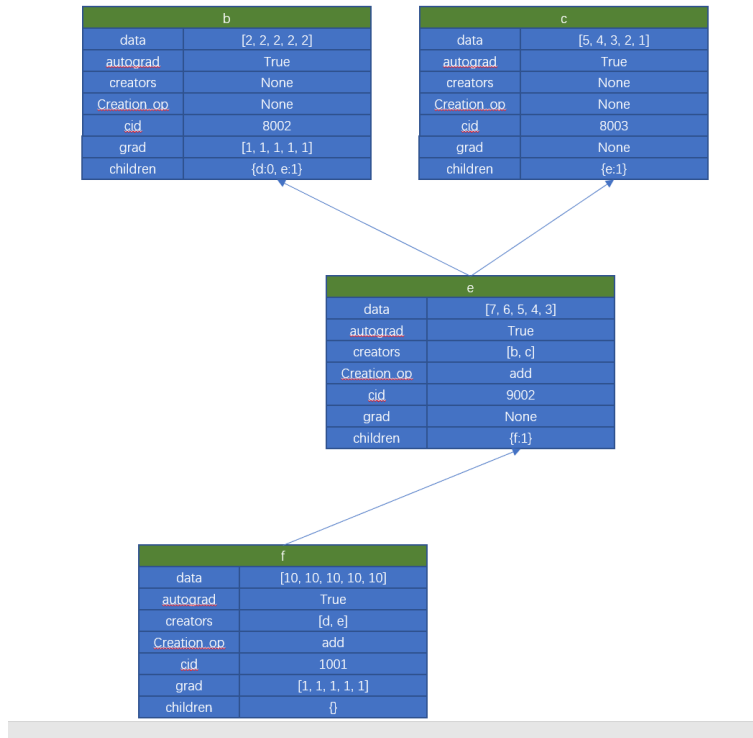 b
data [2, 2, 2, 2, 2]
autograd True
creators None
Creation_op None
cid 8002
grad [1, 1, 1, 1, 1]
children {d:0, e:1}
c
data [5, 4, 3, 2, 1]
autograd True
creators None
Creation_op None
cid 8003
grad None
children {e:1}
e
data [7, 6, 5, 4, 3]
autograd True
creators [b, c]
Creation_op add
cid 9002
grad None
children {f:1}
f
data [10, 10, 10, 10, 10]
autograd True
creators [d, e]
Creation_op add
cid 1001
grad [1, 1, 1, 1, 1]
children {}